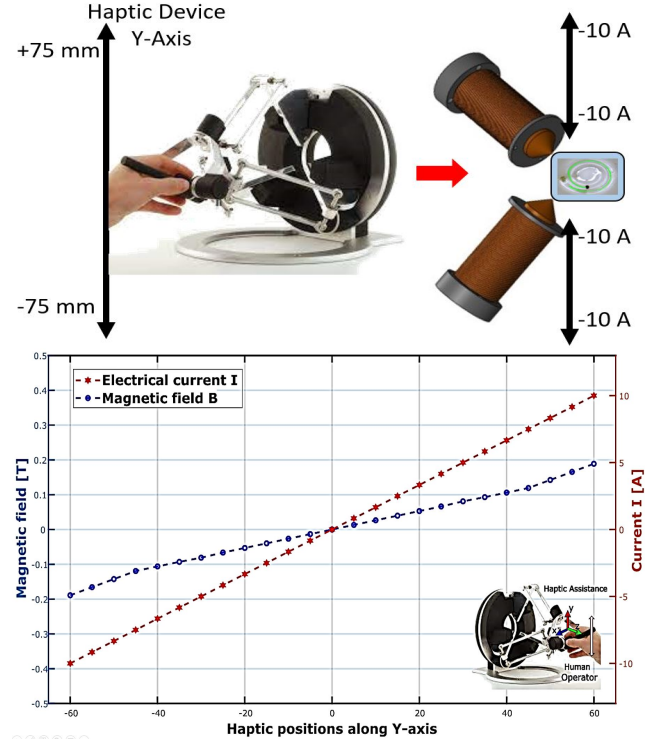 Haptic Device
Y-Axis
+75 mm
-75 mm
-10 A
-10 A
-10 A
-10 A
0.5
0.4
0.3
0.2
0.1
0
-0.1
-0.2
-0.3
-0.4
-0.5
Magnetic field [T]
Electrical current I
Magnetic field B
10
5
0
-5
-10
Current I [A]
Haptic Assistance
y
x
z
Human
Operator
-60
-40
-20
0
20
40
60
Haptic positions along Y-axis